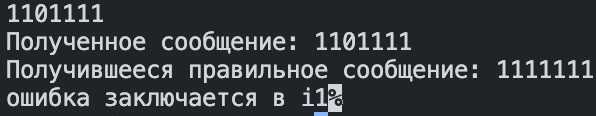 1101111
Полученное сообщение: 1101111
Получившееся правильное сообщение: 1111111
ошибка заключается в i1%